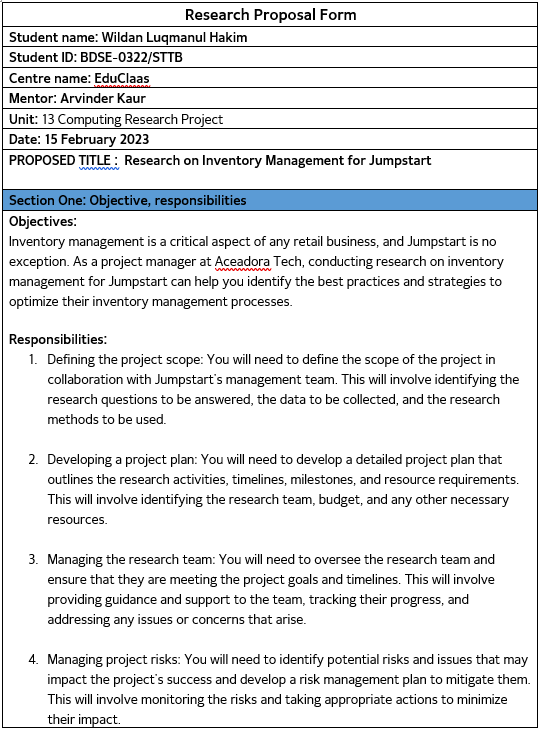 Research Proposal Form
Student name: Wildan Luqmanul Hakim
Student ID: BDSE-0322/STTB
Centre name: EduClaas
Mentor: Arvinder Kaur
Unit: 13 Computing Research Project
Date: 15 February 2023
PROPOSED TITLE : Research on Inventory Management for Jumpstart
Section One: Objective, responsibilities
Objectives:
Inventory management is a critical aspect of any retail business, and Jumpstart is no
exception. As a project manager at Aceadora Tech, conducting research on inventory
management for Jumpstart can help you identify the best practices and strategies to
optimize their inventory management processes.
Responsibilities:
1. Defining the project scope: You will need to define the scope of the project in
collaboration with Jumpstart's management team. This will involve identifying the
research questions to be answered, the data to be collected, and the research
methods to be used.
2. Developing a project plan: You will need to develop a detailed project plan that
outlines the research activities, timelines, milestones, and resource requirements.
This will involve identifying the research team, budget, and any other necessary
resources.
3. Managing the research team: You will need to oversee the research team and
ensure that they are meeting the project goals and timelines. This will involve
providing guidance and support to the team, tracking their progress, and
addressing any issues or concerns that arise.
4. Managing project risks: You will need to identify potential risks and issues that may
impact the project's success and develop a risk management plan to mitigate them.
This will involve monitoring the risks and taking appropriate actions to minimize
their impact.